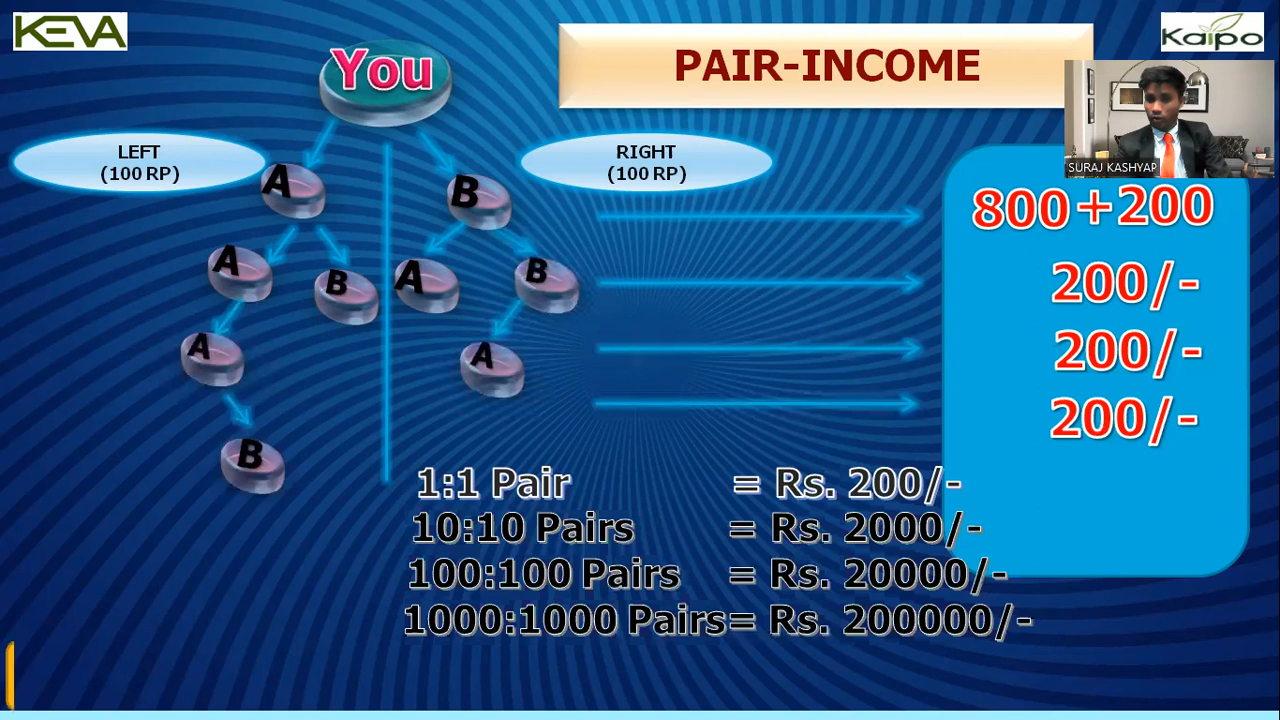 KEVA
Kaipo
You
PAIR-INCOME
SURAJ KASHYAP
LEFT
(100 RP)
RIGHT
(100 RP)
A
B
800+200
A
B
A
B
200/-
A
A
200/-
200/-
B
1:1 Pair = Rs. 200/-
10:10 Pairs = Rs. 2000/-
100:100 Pairs = Rs. 20000/-
1000:1000 Pairs= Rs. 200000/-